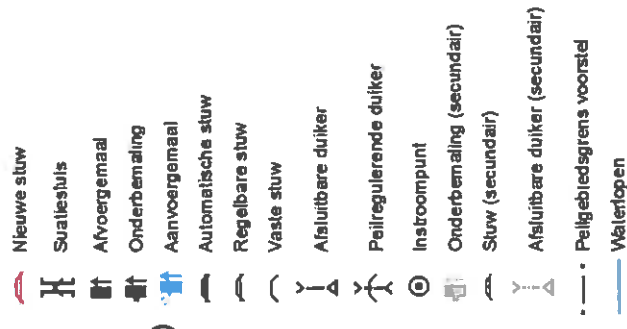 Nieuwe stuw
Suatiesluis
Afvoergemaal
Onderbemaling
Aanvoergemaal
Automatische stuw
Regelbare stuw
Vaste stuw
Afsluitbare duiker
Peilregulerende duiker
Instroompunt
Onderbemaling (secundair)
Stuw (secundair)
Afsluitbare duiker (secundair)
Peilgebiedsgrens voorstel
Waterlopen